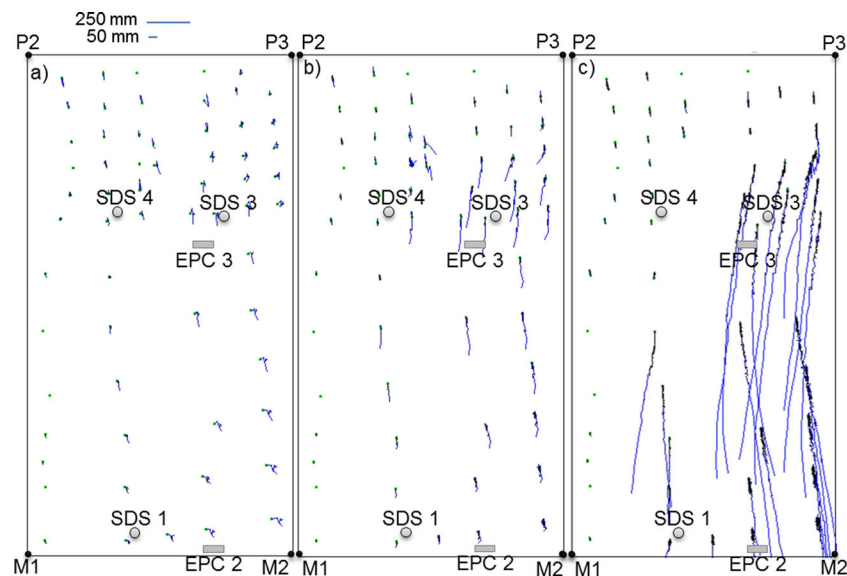 250 mm
50 mm
P2 P3 P2 P3 P2 P3
a) b) c)
SDS 4 SDS 3 SDS 4 SDS 3 SDS 4 SDS 3
EPC 3 EPC 3 EPC 3
SDS 1 SDS 1 SDS 1
M1 EPC 2 M2 M1 EPC 2 M2 M1 EPC 2 M2